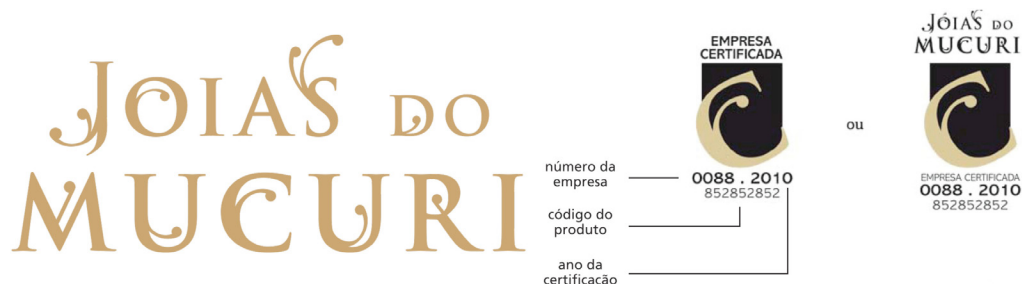 JOIAS DO
MUCURI
EMPRESA
CERTIFICADA
número da
empresa
0088 . 2010
852852852
código do
produto
ano da
certificação
ou
JÓIAS DO
MUCURI
EMPRESA CERTIFICADA
0088 . 2010
852852852